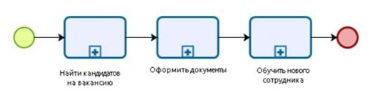 Найти кандидатов
на вакансию
Оформить документы
Обучить нового
сотрудника